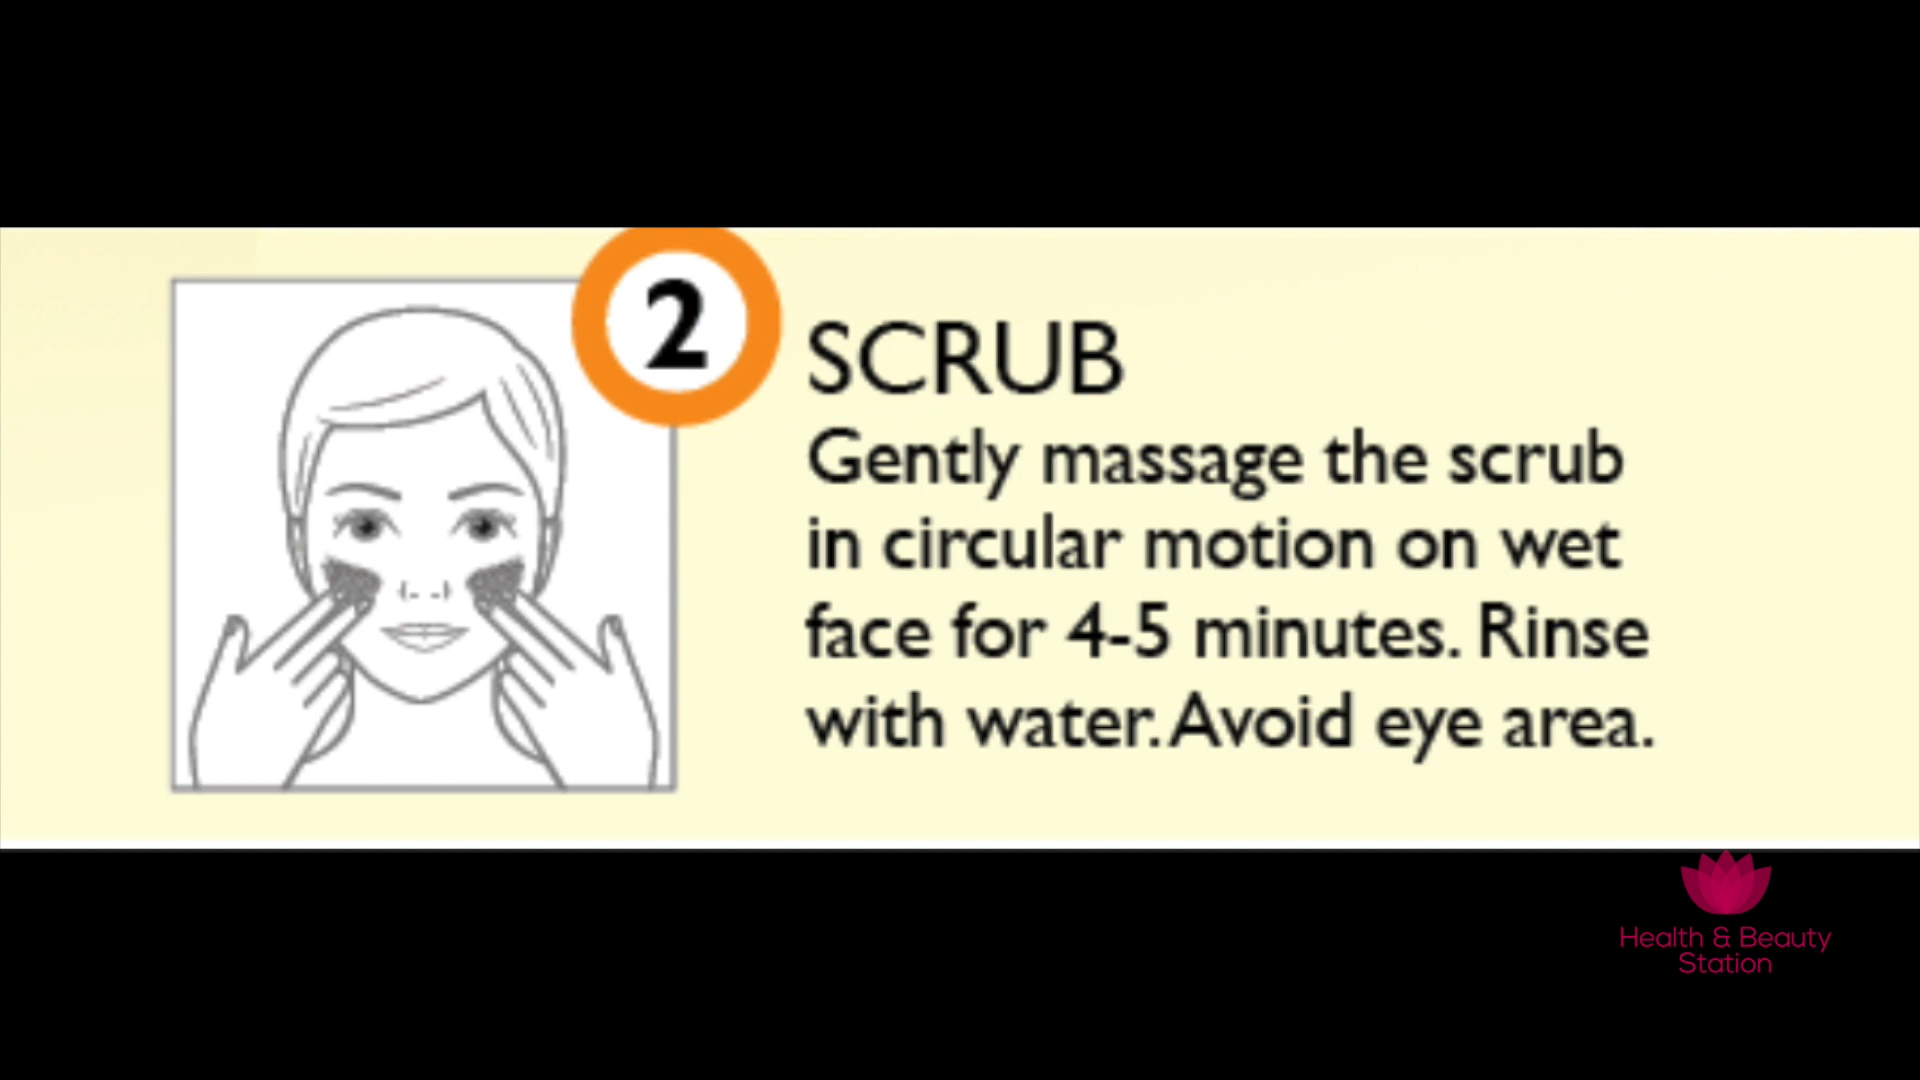 2
SCRUB
Gently massage the scrub
in circular motion on wet
face for 4-5 minutes. Rinse
with water. Avoid eye area.
Health & Beauty
Station